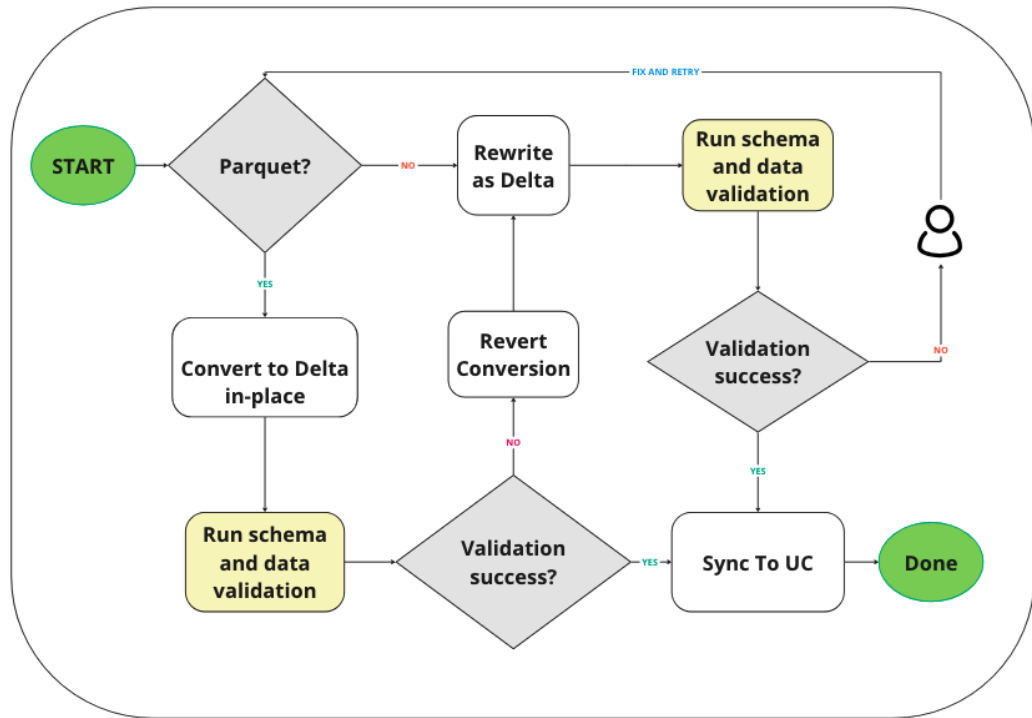 FIX AND RETRY
START
Parquet?
NO
Rewrite
as Delta
Run schema
and data
validation
YES
Convert to Delta
in-place
Revert
Conversion
Validation
success?
NO
NO
YES
Run schema
and data
validation
Validation
success?
YES
Sync To UC
Done